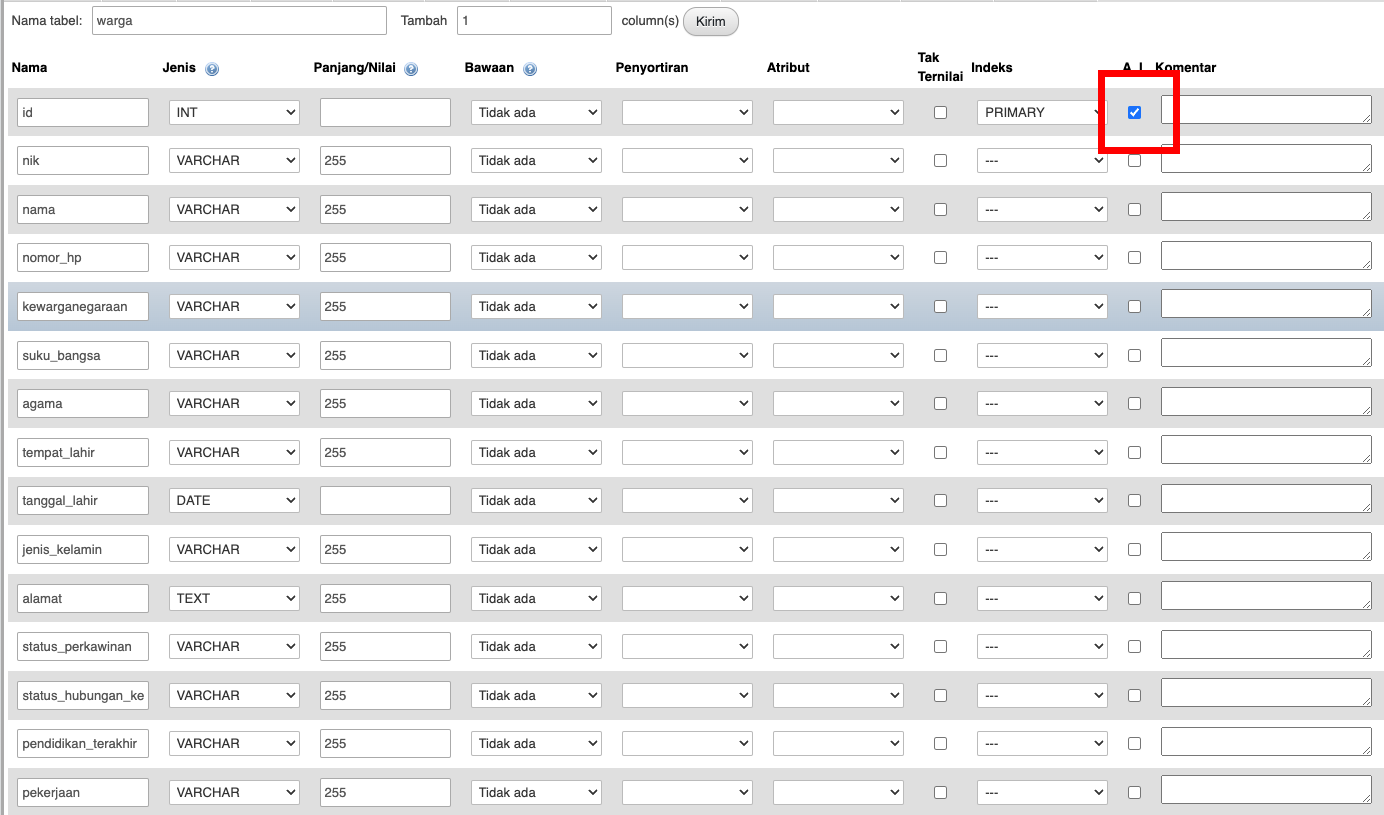 Nama tabel: warga Tambah 1 column(s) Kirim
Nama Jenis Panjang/Nilai Bawaan Penyortiran Atribut Tak Ternilai Indeks A_I Komentar
id INT Tidak ada PRIMARY
nik VARCHAR 255 Tidak ada ---
nama VARCHAR 255 Tidak ada ---
nomor_hp VARCHAR 255 Tidak ada ---
kewarganegaraan VARCHAR 255 Tidak ada ---
suku_bangsa VARCHAR 255 Tidak ada ---
agama VARCHAR 255 Tidak ada ---
tempat_lahir VARCHAR 255 Tidak ada ---
tanggal_lahir DATE Tidak ada ---
jenis_kelamin VARCHAR 255 Tidak ada ---
alamat TEXT 255 Tidak ada ---
status_perkawinan VARCHAR 255 Tidak ada ---
status_hubungan_ke VARCHAR 255 Tidak ada ---
pendidikan_terakhir VARCHAR 255 Tidak ada ---
pekerjaan VARCHAR 255 Tidak ada ---